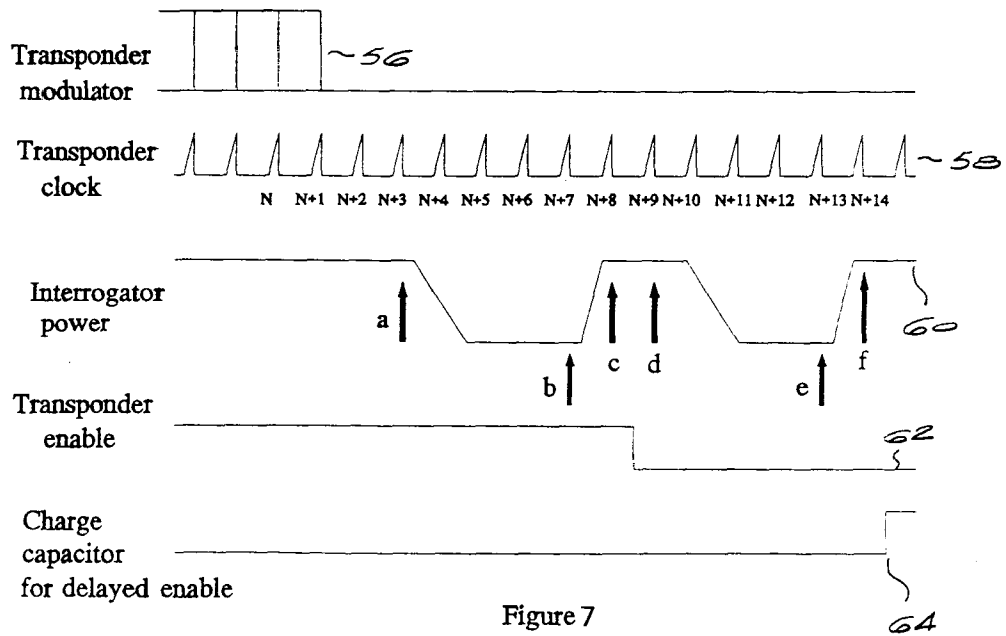 Transponder
modulator
56
Transponder
clock
58
N N+1 N+2 N+3 N+4 N+5 N+6 N+7 N+8 N+9 N+10 N+11 N+12 N+13 N+14
Interrogator
power
a
b
c
d
e
f
60
Transponder
enable
62
Charge
capacitor
for delayed enable
64
Figure 7